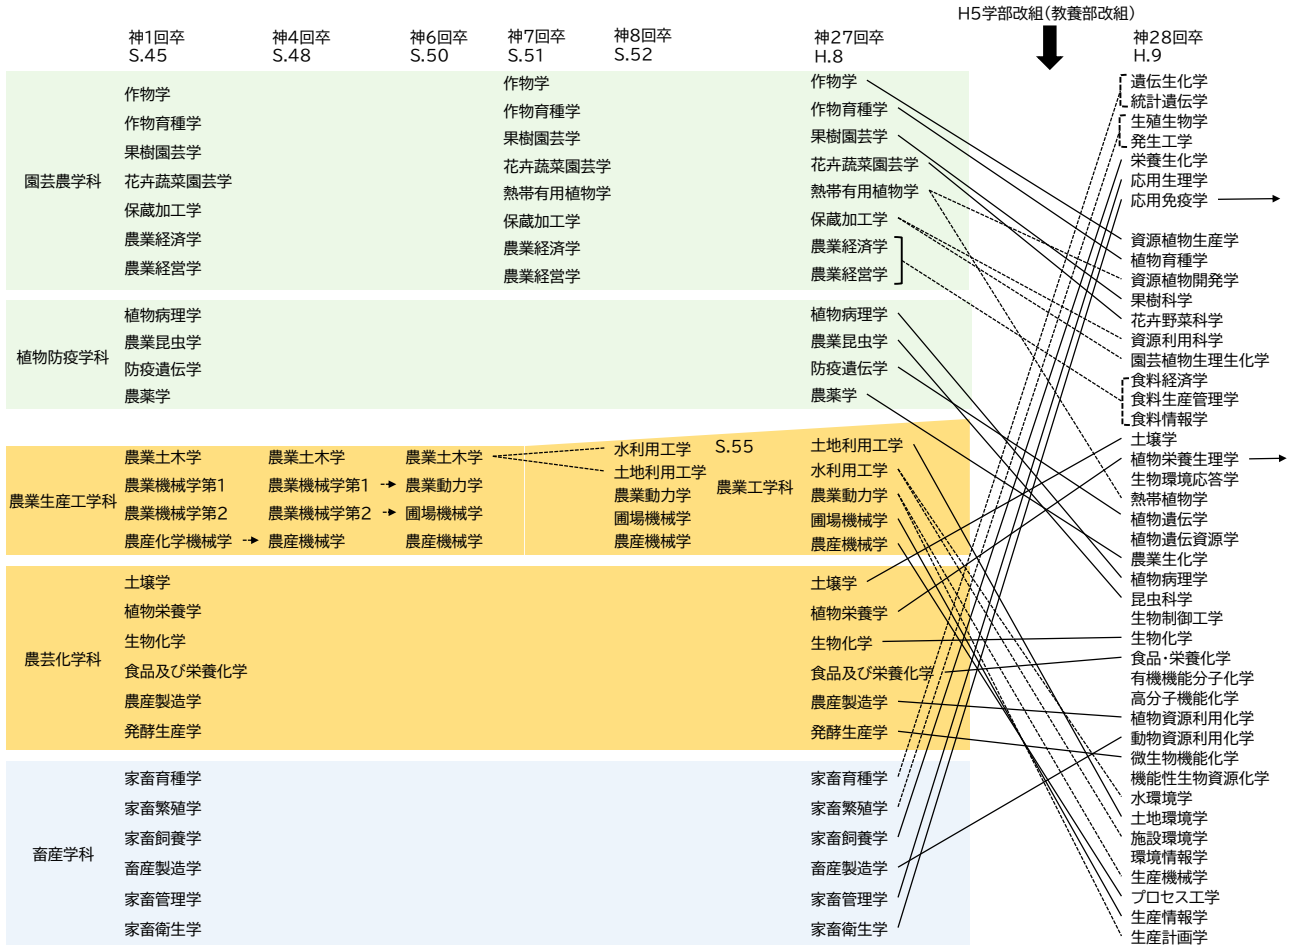 H5学部改組(教養部改組)
神1回卒
S.45
神4回卒
S.48
神6回卒
S.50
神7回卒
S.51
神8回卒
S.52
神27回卒
H.8
神28回卒
H.9
園芸農学科
作物学
作物育種学
果樹園芸学
花卉蔬菜園芸学
保蔵加工学
農業経済学
農業経営学
作物学
作物育種学
果樹園芸学
花卉蔬菜園芸学
熱帯有用植物学
保蔵加工学
農業経済学
農業経営学
作物学
作物育種学
果樹園芸学
花卉蔬菜園芸学
熱帯有用植物学
保蔵加工学
農業経済学
農業経営学
植物防疫学科
植物病理学
農業昆虫学
防疫遺伝学
農薬学
植物病理学
農業昆虫学
防疫遺伝学
農薬学
農業生産工学科
農業土木学
農業機械学第1
農業機械学第2
農産化学機械学
農業土木学
農業機械学第1
農業機械学第2
農産機械学
農業土木学
農業動力学
圃場機械学
農産機械学
水利用工学
土地利用工学
農業動力学
圃場機械学
農産機械学
S.55
農業工学科
土地利用工学
水利用工学
農業動力学
圃場機械学
農産機械学
農芸化学科
土壌学
植物栄養学
生物化学
食品及び栄養化学
農産製造学
発酵生産学
土壌学
植物栄養学
生物化学
食品及び栄養化学
農産製造学
発酵生産学
畜産学科
家畜育種学
家畜繁殖学
家畜飼養学
畜産製造学
家畜管理学
家畜衛生学
家畜育種学
家畜繁殖学
家畜飼養学
畜産製造学
家畜管理学
家畜衛生学
遺伝生化学
統計遺伝学
生殖生物学
発生工学
栄養生化学
応用生理学
応用免疫学
資源植物生産学
植物育種学
資源植物開発学
果樹科学
花卉野菜科学
資源利用科学
園芸植物生理生化学
食料経済学
食料生産管理学
食料情報学
土壌学
植物栄養生理学
生物環境応答学
熱帯植物学
植物遺伝学
植物遺伝資源学
農業生化学
植物病理学
昆虫科学
生物制御工学
生物化学
食品・栄養化学
有機機能分子化学
高分子機能化学
植物資源利用化学
動物資源利用化学
微生物機能化学
機能性生物資源化学
水環境学
土地環境学
施設環境学
環境情報学
生産機械学
プロセス工学
生産情報学
生産計画学